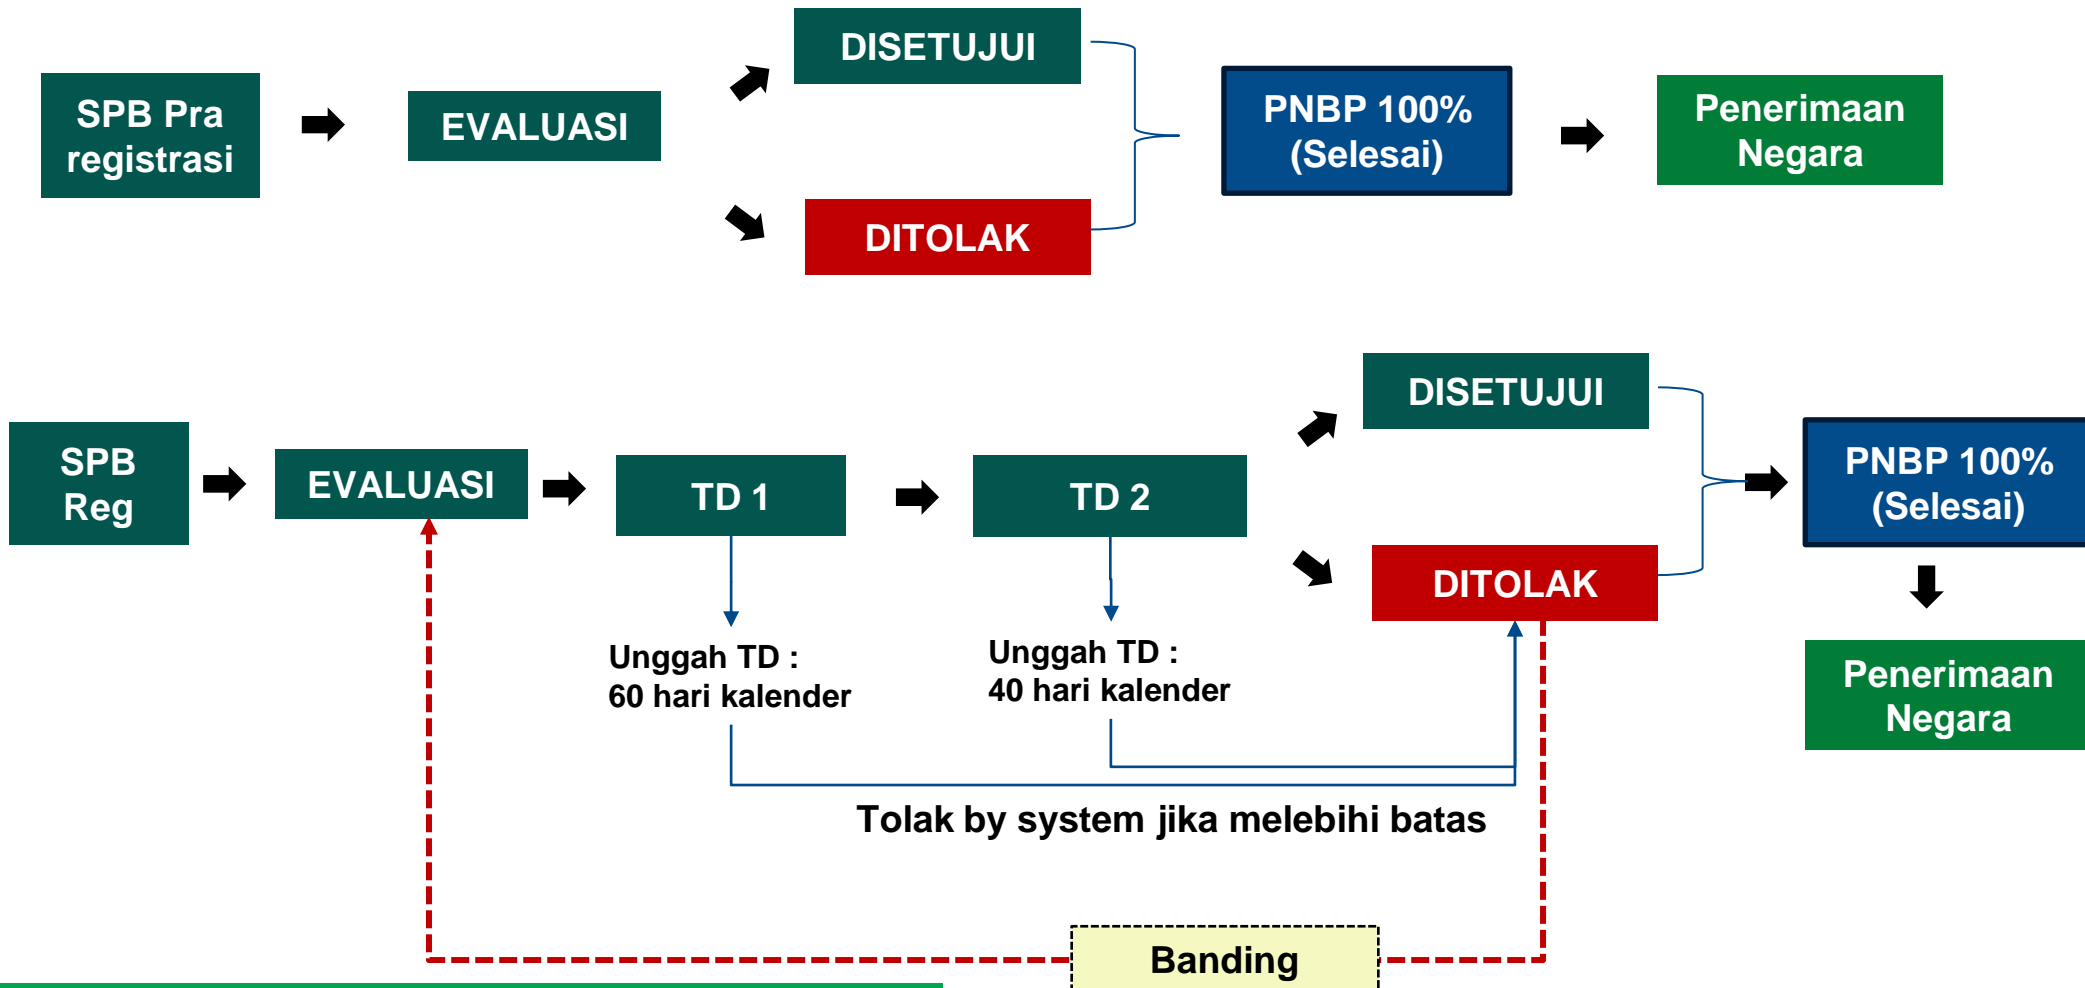 SPB Pra
registrasi
EVALUASI
DISETUJUI
DITOLAK
PNBP 100%
(Selesai)
Penerimaan
Negara
SPB
Reg
EVALUASI
TD 1
TD 2
DISETUJUI
DITOLAK
PNBP 100%
(Selesai)
Penerimaan
Negara
Unggah TD :
60 hari kalender
Unggah TD :
40 hari kalender
Tolak by system jika melebihi batas
Banding